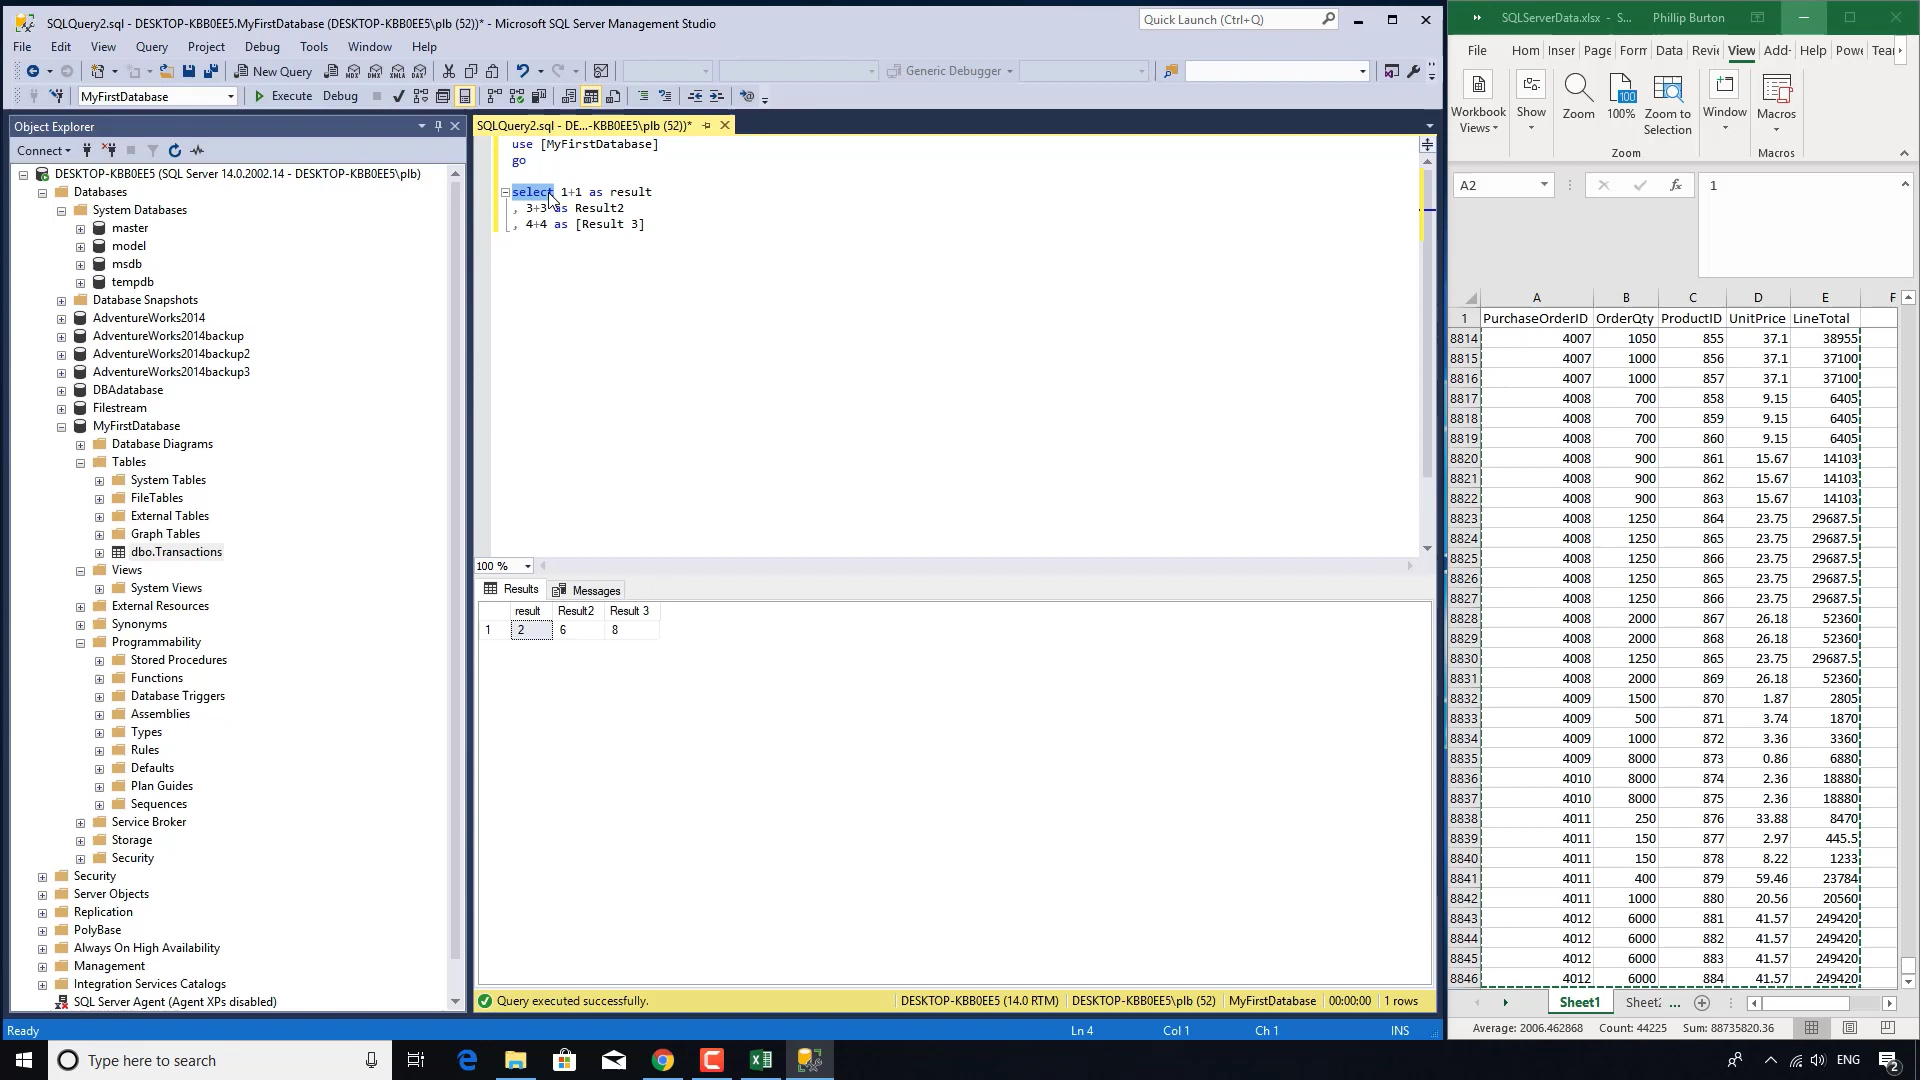 SQLQuery2.sql - DESKTOP-KBB0EE5.MyFirstDatabase (DESKTOP-KBB0EE5\plb (52))* - Microsoft SQL Server Management Studio
Quick Launch (Ctrl+Q)
File Edit View Query Project Debug Tools Window Help
New Query
Generic Debugger
MyFirstDatabase
Execute Debug
Object Explorer
Connect
DESKTOP-KBB0EE5 (SQL Server 14.0.2002.14 - DESKTOP-KBB0EE5\plb)
Databases
System Databases
master
model
msdb
tempdb
Database Snapshots
AdventureWorks2014
AdventureWorks2014backup
AdventureWorks2014backup2
AdventureWorks2014backup3
DBAdatabase
Filestream
MyFirstDatabase
Database Diagrams
Tables
System Tables
FileTables
External Tables
Graph Tables
dbo.Transactions
Views
System Views
External Resources
Synonyms
Programmability
Stored Procedures
Functions
Database Triggers
Assemblies
Types
Rules
Defaults
Plan Guides
Sequences
Service Broker
Storage
Security
Security
Server Objects
Replication
PolyBase
Always On High Availability
Management
Integration Services Catalogs
SQL Server Agent (Agent XPs disabled)
SQLQuery2.sql - DE...-KBB0EE5\plb (52))*
use [MyFirstDatabase]
go
select 1+1 as result
, 3+3 as Result2
, 4+4 as [Result 3]
100 %
Results Messages
result Result2 Result 3
1 2 6 8
Query executed successfully.
DESKTOP-KBB0EE5 (14.0 RTM) DESKTOP-KBB0EE5\plb (52) MyFirstDatabase 00:00:00 1 rows
Ready Ln 4 Col 1 Ch 1 INS
SQLServerData.xlsx - S... Phillip Burton
File Hom Inser Page Form Data Revi View Add- Help Powe Tear
Workbook Views
Show
Zoom
100%
Zoom to Selection
Window
Macros
Zoom Macros
A2 fx 1
A B C D E F
1 PurchaseOrderID OrderQty ProductID UnitPrice LineTotal
8814 4007 1050 855 37.1 38955
8815 4007 1000 856 37.1 37100
8816 4007 1000 857 37.1 37100
8817 4008 700 858 9.15 6405
8818 4008 700 859 9.15 6405
8819 4008 700 860 9.15 6405
8820 4008 900 861 15.67 14103
8821 4008 900 862 15.67 14103
8822 4008 900 863 15.67 14103
8823 4008 1250 864 23.75 29687.5
8824 4008 1250 865 23.75 29687.5
8825 4008 1250 866 23.75 29687.5
8826 4008 1250 865 23.75 29687.5
8827 4008 1250 866 23.75 29687.5
8828 4008 2000 867 26.18 52360
8829 4008 2000 868 26.18 52360
8830 4008 1250 865 23.75 29687.5
8831 4008 2000 869 26.18 52360
8832 4009 1500 870 1.87 2805
8833 4009 500 871 3.74 1870
8834 4009 1000 872 3.36 3360
8835 4009 8000 873 0.86 6880
8836 4010 8000 874 2.36 18880
8837 4010 8000 875 2.36 18880
8838 4011 250 876 33.88 8470
8839 4011 150 877 2.97 445.5
8840 4011 150 878 8.22 1233
8841 4011 400 879 59.46 23784
8842 4011 1000 880 20.56 20560
8843 4012 6000 881 41.57 249420
8844 4012 6000 882 41.57 249420
8845 4012 6000 883 41.57 249420
8846 4012 6000 884 41.57 249420
Sheet1 Sheet2 ...
Average: 2006.462868 Count: 44225 Sum: 88735820.36
Type here to search
ENG
2